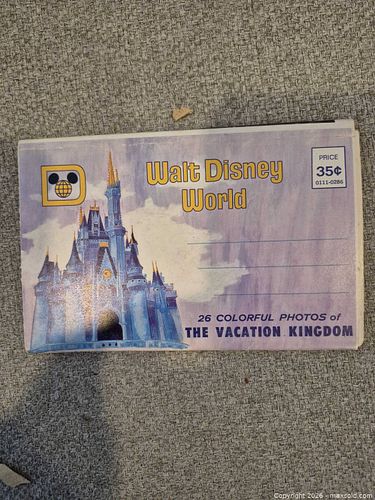 Walt Disney
World
PRICE
35¢
0111-0286
26 COLORFUL PHOTOS of
THE VACATION KINGDOM
Copyright 2026 - maxsold.com